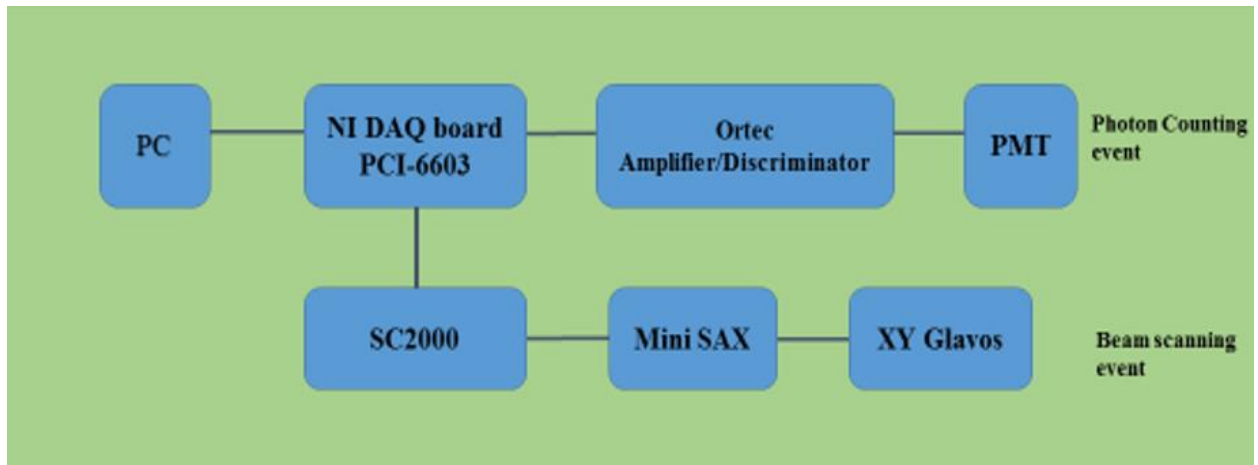 PC
NI DAQ board
PCI-6603
Ortec
Amplifier/Discriminator
PMT
Photon Counting
event
SC2000
Mini SAX
XY Glavos
Beam scanning
event